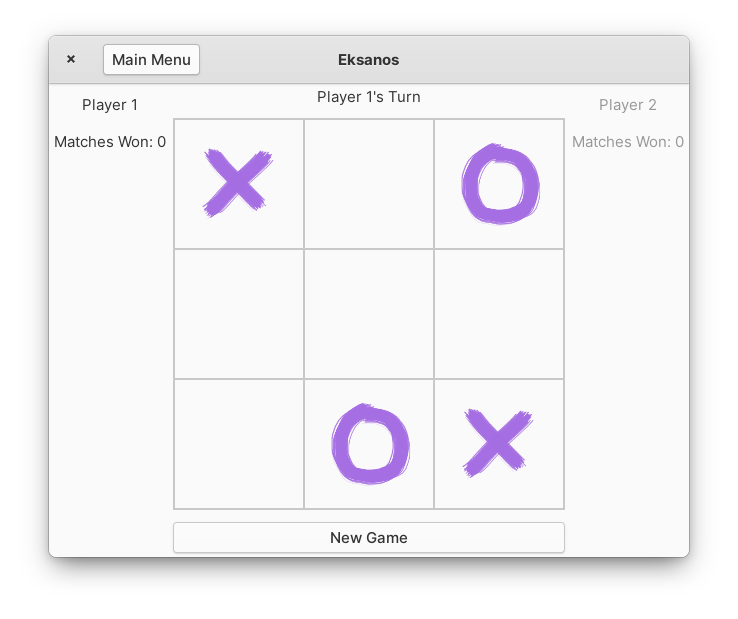 Main Menu
Eksanos
Player 1
Player 1's Turn
Player 2
Matches Won: 0
Matches Won: 0
X
O
O
X
New Game